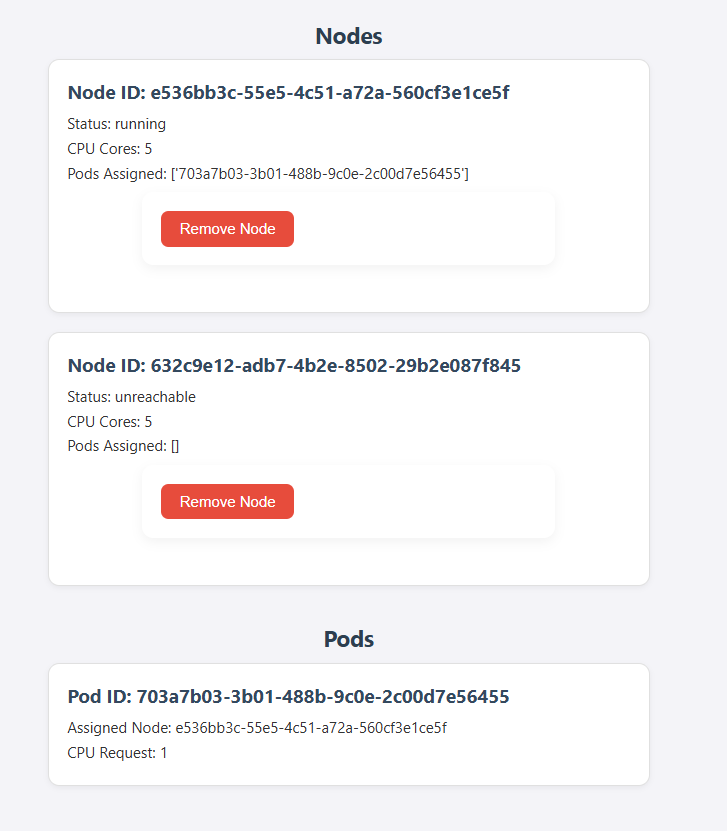 Nodes
Node ID: e536bb3c-55e5-4c51-a72a-560cf3e1ce5f
Status: running
CPU Cores: 5
Pods Assigned: ['703a7b03-3b01-488b-9c0e-2c00d7e56455']
Remove Node
Node ID: 632c9e12-adb7-4b2e-8502-29b2e087f845
Status: unreachable
CPU Cores: 5
Pods Assigned: []
Remove Node
Pods
Pod ID: 703a7b03-3b01-488b-9c0e-2c00d7e56455
Assigned Node: e536bb3c-55e5-4c51-a72a-560cf3e1ce5f
CPU Request: 1